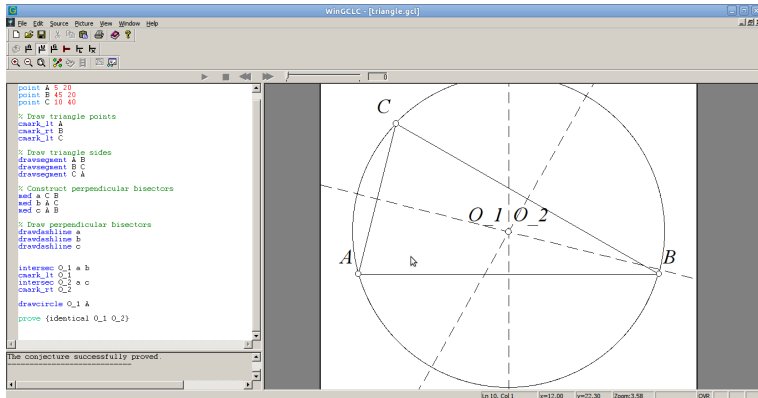 WinGCLC - [triangle.gcl]
File Edit Source Picture View Window Help
0
point A 5 20
point B 45 20
point C 10 40
% Draw triangle points
cmark_lt A
cmark_rt B
cmark_lt C
% Draw triangle sides
drawsegment A B
drawsegment B C
drawsegment C A
% Construct perpendicular bisectors
med a C B
med b A C
med c A B
% Draw perpendicular bisectors
drawdashline a
drawdashline b
drawdashline c
intersec O_1 a b
cmark_lt O_1
intersec O_2 a c
cmark_rt O_2
drawcircle O_1 A
prove {identical O_1 O_2}
C
O_1 O_2
A
B
The conjecture successfully proved.
Ln 10, Col 1 x=12.00 y=22.30 Zoom:3.58 OVR